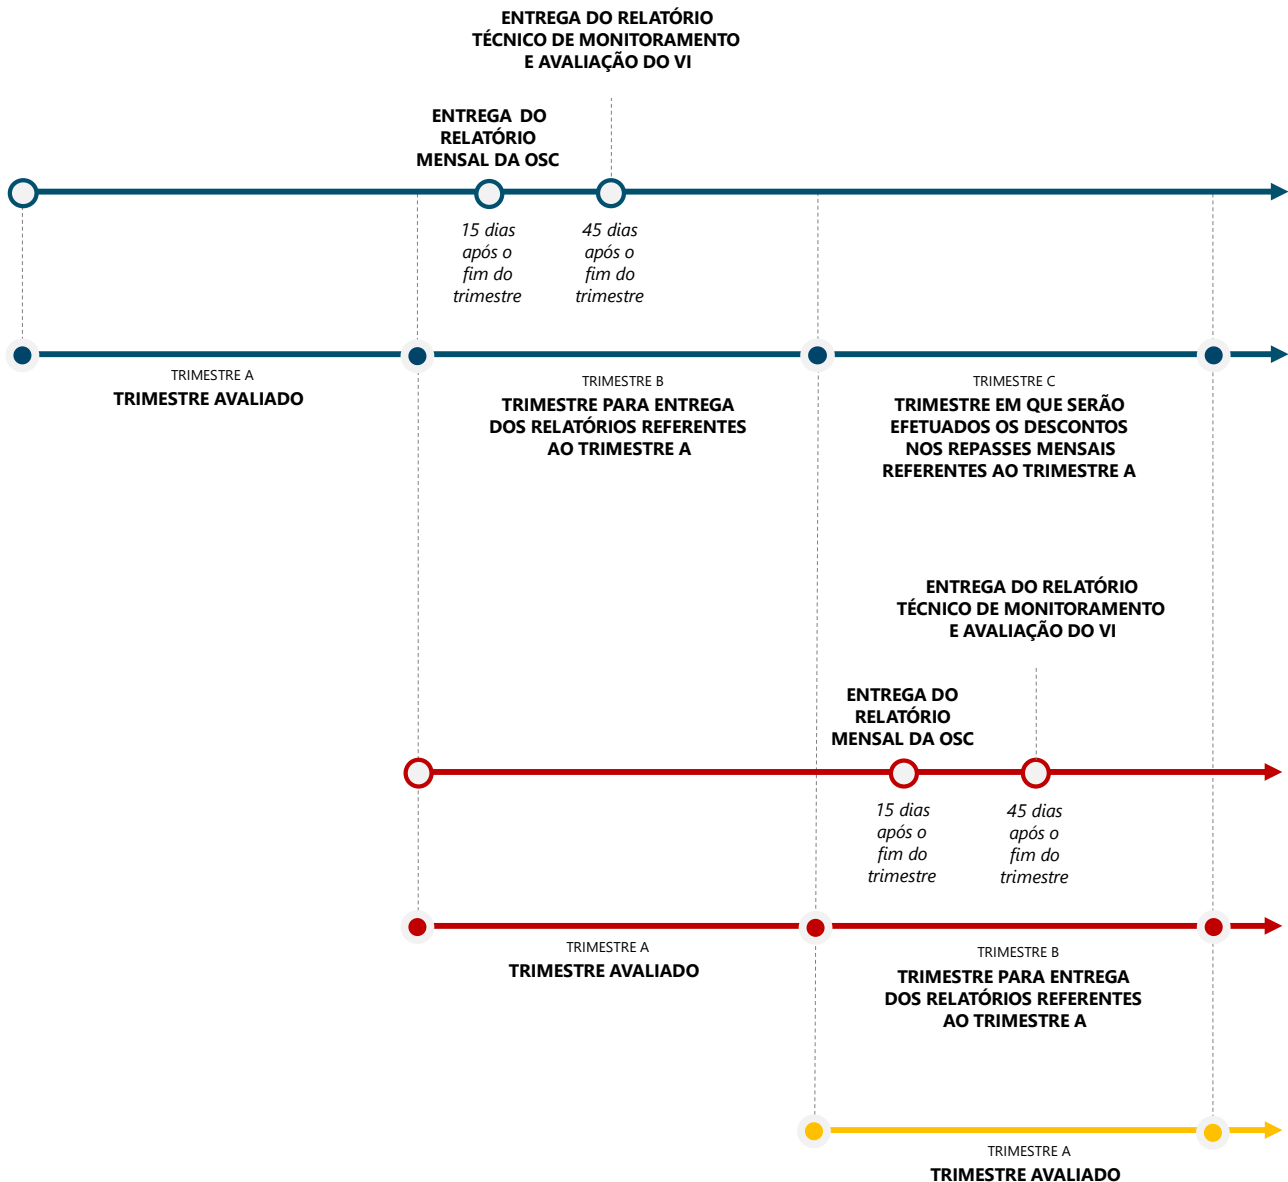 ENTREGA DO RELATÓRIO
TÉCNICO DE MONITORAMENTO
E AVALIAÇÃO DO VI
ENTREGA DO
RELATÓRIO
MENSAL DA OSC
15 dias
após o
fim do
trimestre
45 dias
após o
fim do
trimestre
TRIMESTRE A
TRIMESTRE AVALIADO
TRIMESTRE B
TRIMESTRE PARA ENTREGA
DOS RELATÓRIOS REFERENTES
AO TRIMESTRE A
TRIMESTRE C
TRIMESTRE EM QUE SERÃO
EFETUADOS OS DESCONTOS
NOS REPASSES MENSAIS
REFERENTES AO TRIMESTRE A
ENTREGA DO RELATÓRIO
TÉCNICO DE MONITORAMENTO
E AVALIAÇÃO DO VI
ENTREGA DO
RELATÓRIO
MENSAL DA OSC
15 dias
após o
fim do
trimestre
45 dias
após o
fim do
trimestre
TRIMESTRE A
TRIMESTRE AVALIADO
TRIMESTRE B
TRIMESTRE PARA ENTREGA
DOS RELATÓRIOS REFERENTES
AO TRIMESTRE A
TRIMESTRE A
TRIMESTRE AVALIADO